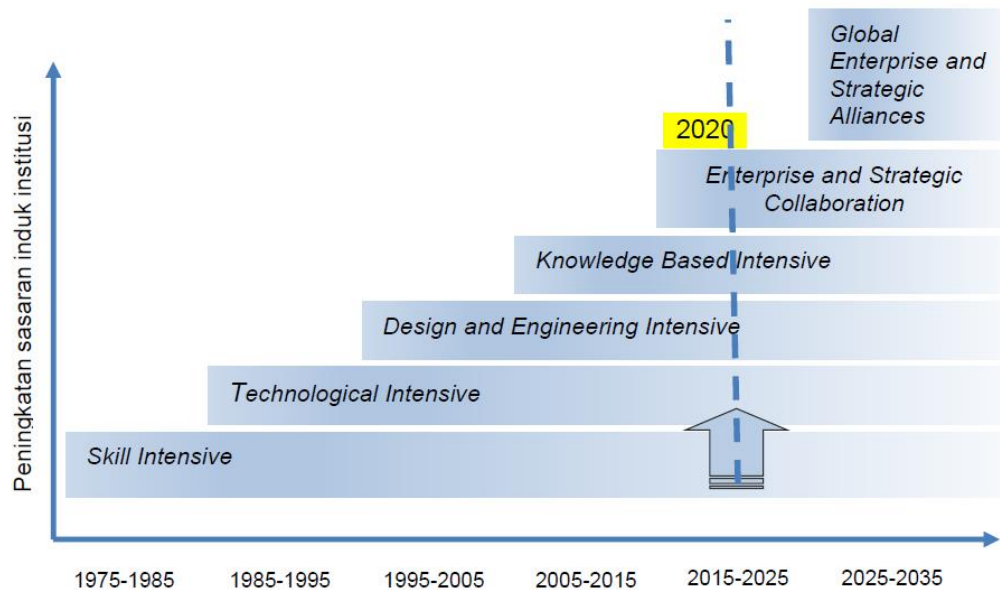 Peningkatan sasaran induk institusi
Global
Enterprise and
Strategic
Alliances
2020
Enterprise and Strategic
Collaboration
Knowledge Based Intensive
Design and Engineering Intensive
Technological Intensive
Skill Intensive
1975-1985 1985-1995 1995-2005 2005-2015 2015-2025 2025-2035